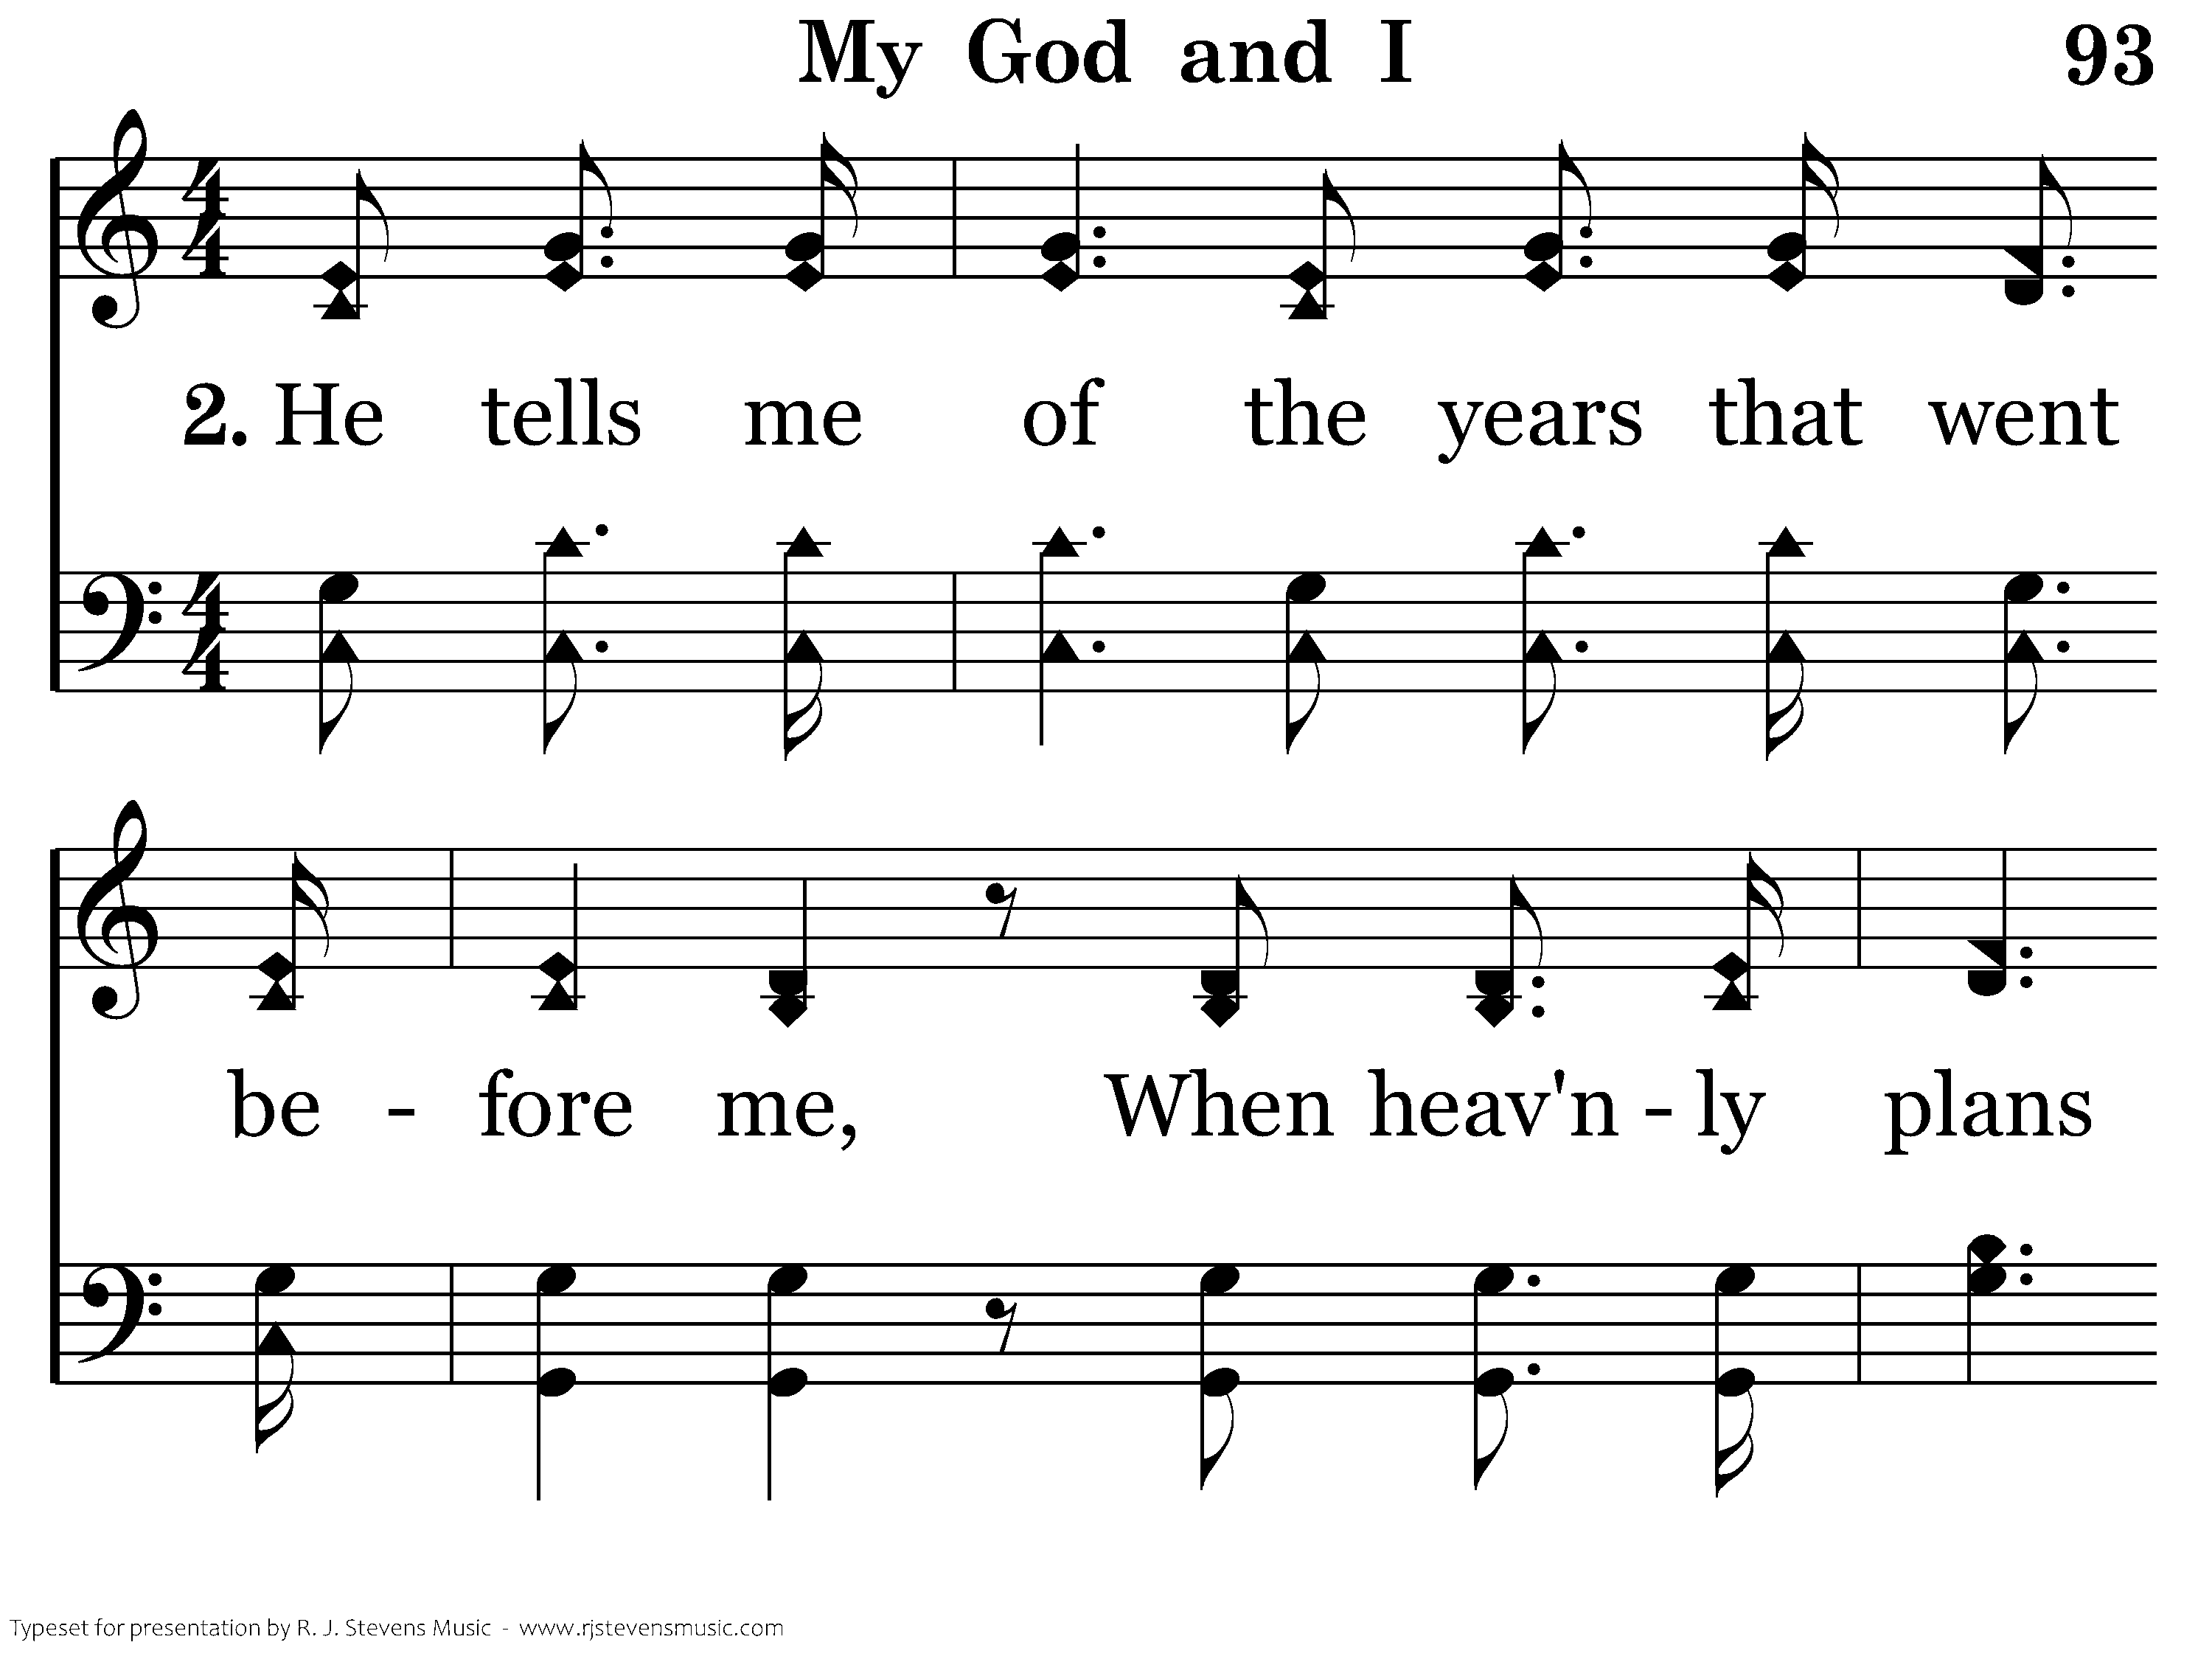 My God and I 93
2. He tells me of the years that went
be - fore me, When heav'n - ly plans
Typeset for presentation by R. J. Stevens Music - www.rjstevensmusic.com